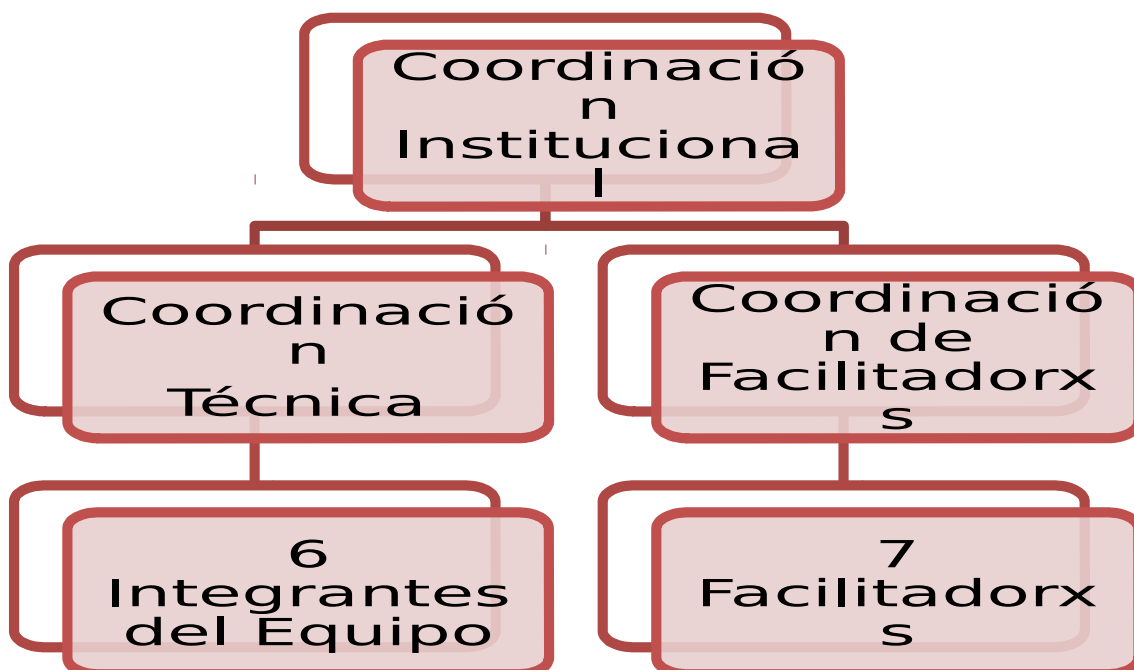 Coordinació
n
Instituciona
l
Coordinació
n
Técnica
Coordinació
n de
Facilitadorx
s
6
Integrantes
del Equipo
7
Facilitadorx
s